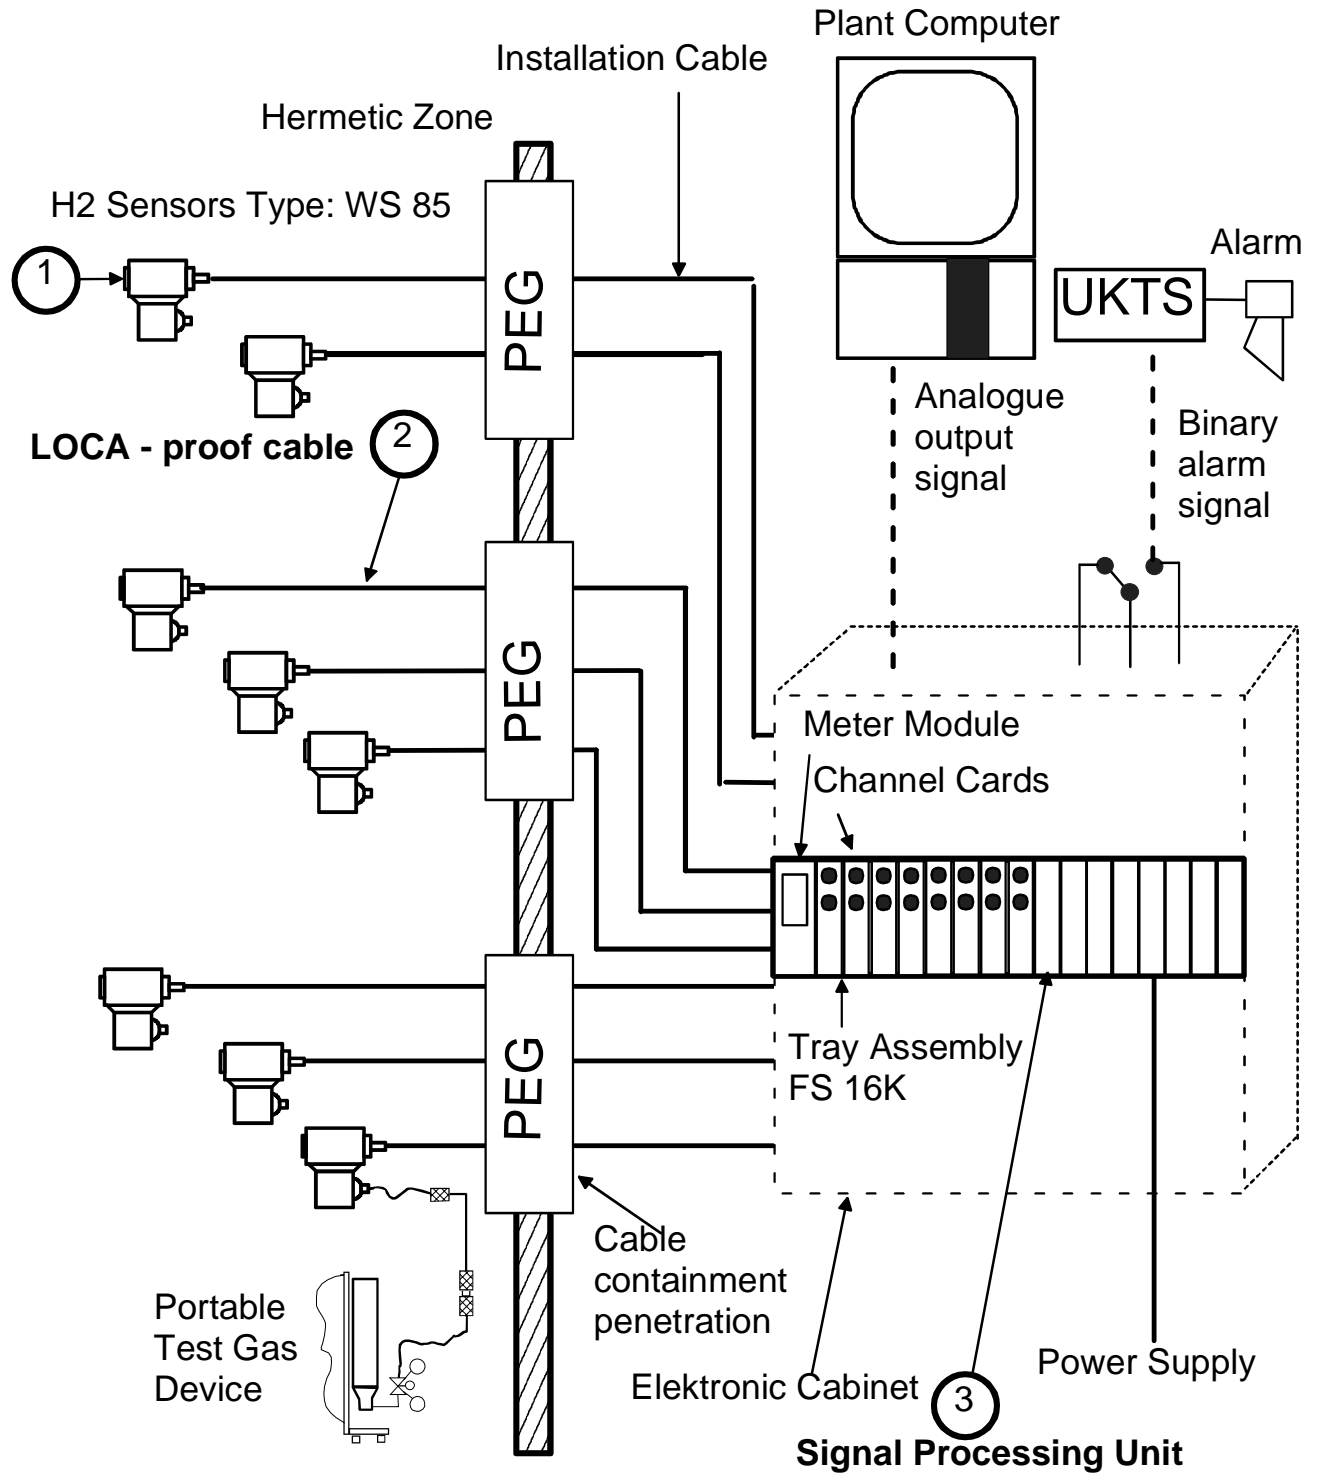 Plant Computer
Installation Cable
Hermetic Zone
H2 Sensors Type: WS 85
Alarm
1
PEG
UKTS
Analogue
output
signal
Binary
alarm
signal
LOCA - proof cable
2
PEG
Meter Module
Channel Cards
PEG
Tray Assembly
FS 16K
Cable
containment
penetration
Portable
Test Gas
Device
Power Supply
Elektronic Cabinet
3
Signal Processing Unit